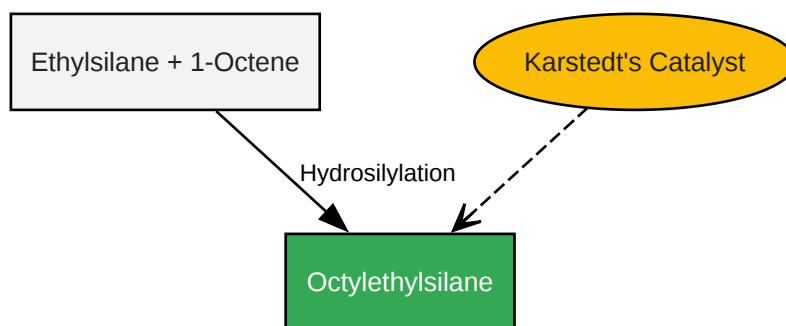 Ethylsilane + 1-Octene
Karstedt's Catalyst
Hydrosilylation
Octylethylsilane